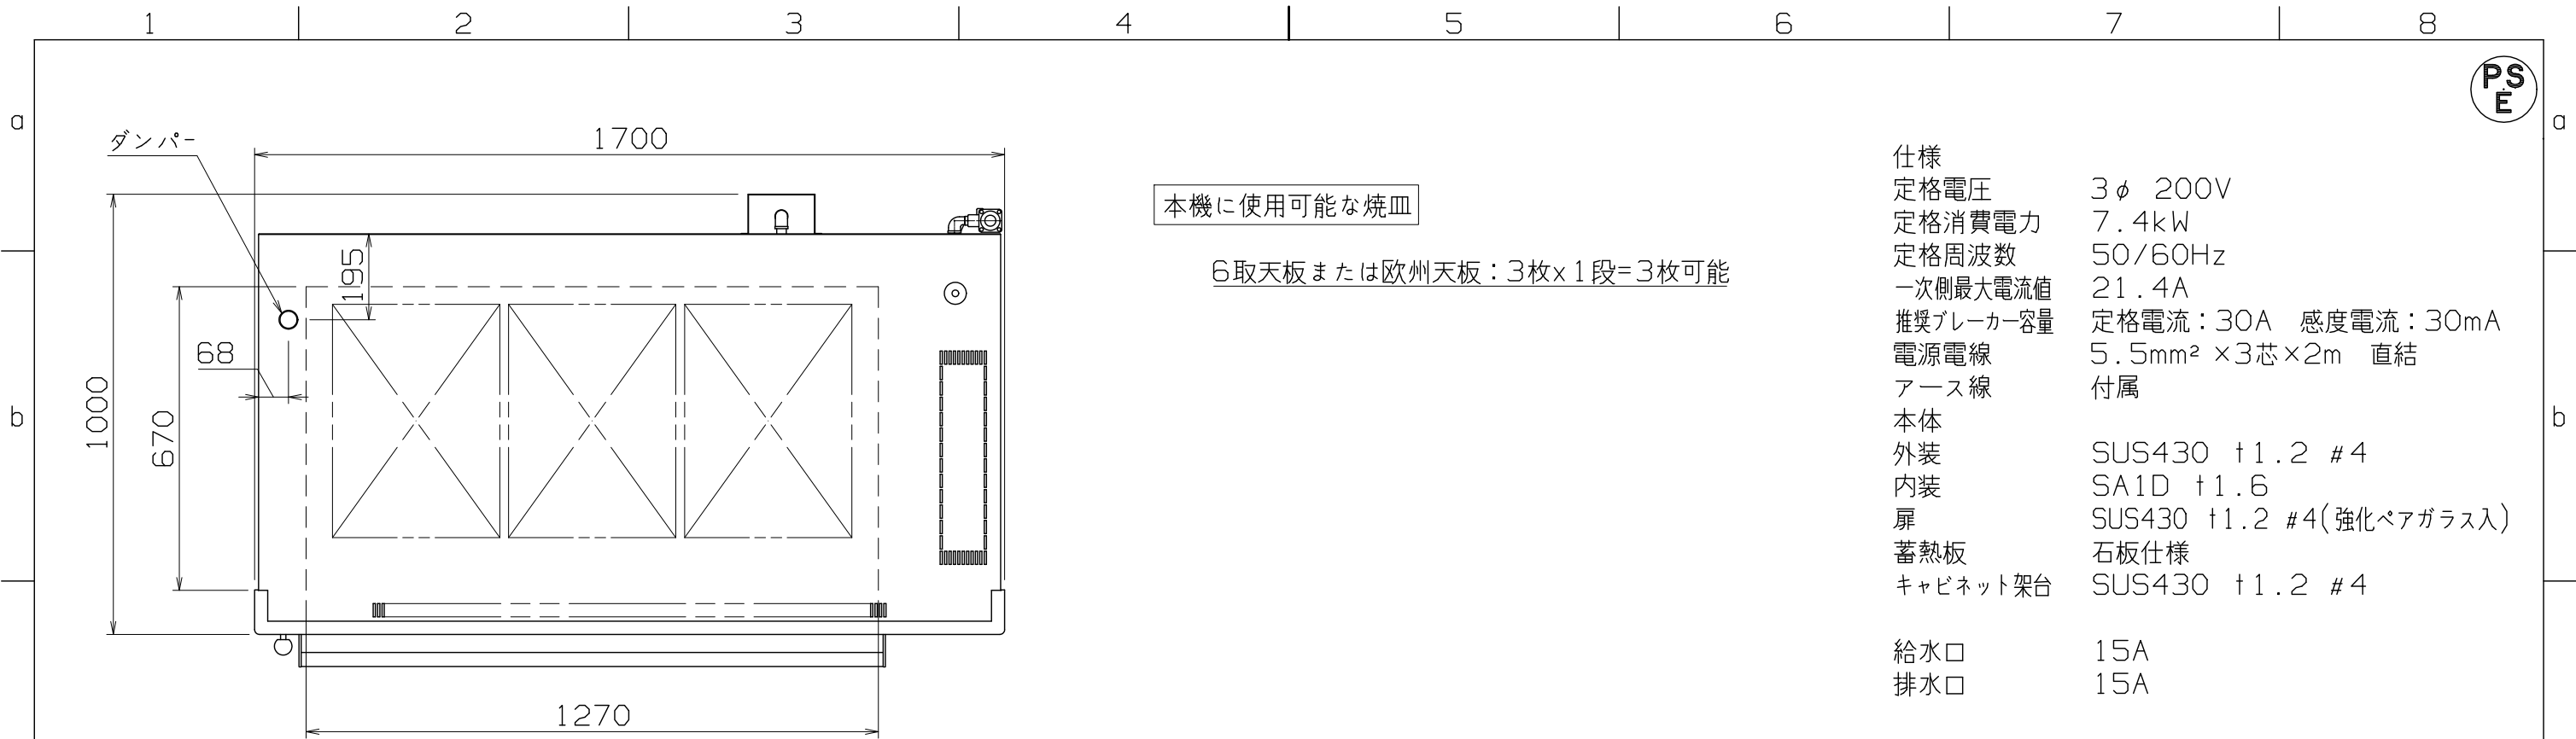 1 2 3 4 5 6 7 8
PS
E
a a
ダンパー
1700
仕様
定格電圧 3φ 200V
本機に使用可能な焼皿
定格消費電力 7.4kW
195
定格周波数 50/60Hz
6取天板または欧州天板：3枚x1段=3枚可能
一次側最大電流値 21.4A
推奨ブレーカー容量 定格電流：30A 感度電流：30mA
68
電源電線 5.5mm² ×3芯×2m 直結
アース線 付属
1000
670
b b
本体
外装 SUS430 t1.2 #4
内装 SA1D t1.6
扉 SUS430 t1.2 #4(強化ペアガラス入)
蓄熱板 石板仕様
キャビネット架台 SUS430 t1.2 #4
給水口 15A
排水口 15A
1270